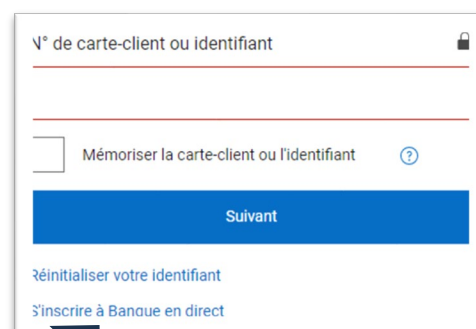 N° de carte-client ou identifiant
Mémoriser la carte-client ou l'identifiant ?
Suivant
Réinitialiser votre identifiant
S'inscrire à Banque en direct